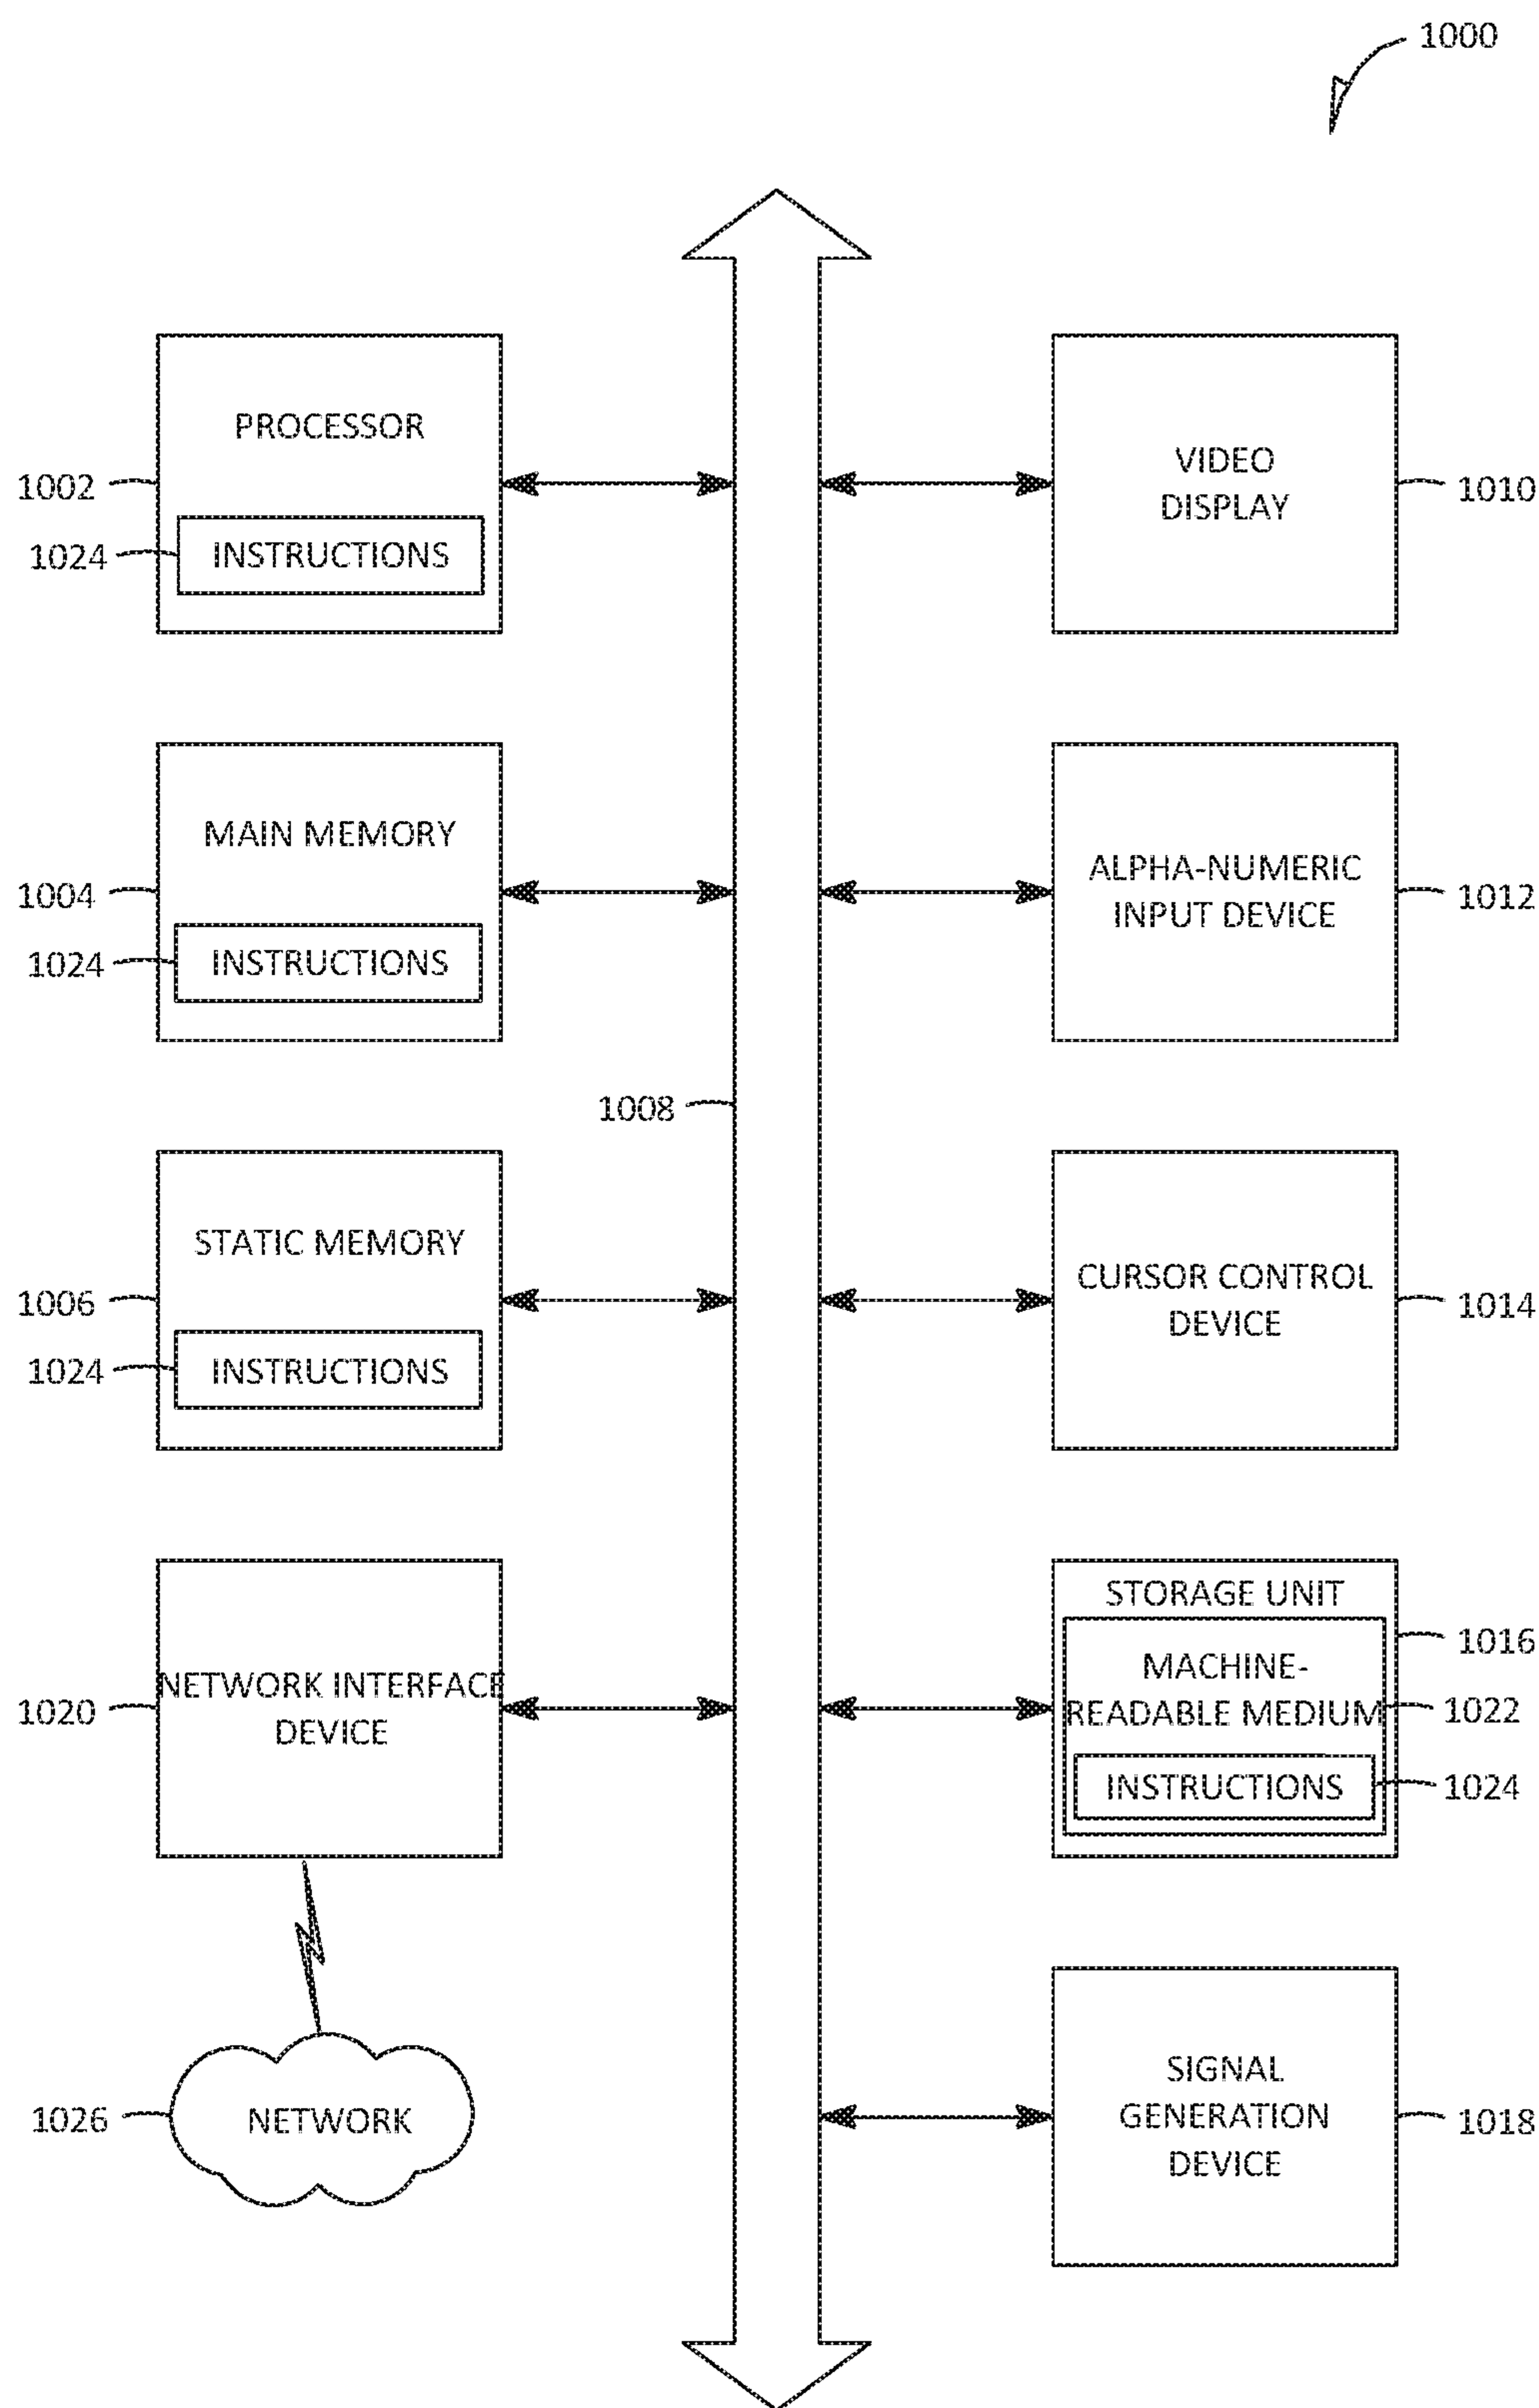 1000
PROCESSOR
1002
1024
INSTRUCTIONS
VIDEO
DISPLAY
1010
MAIN MEMORY
1004
1024
INSTRUCTIONS
ALPHA-NUMERIC
INPUT DEVICE
1012
1008
STATIC MEMORY
1006
1024
INSTRUCTIONS
CURSOR CONTROL
DEVICE
1014
NETWORK INTERFACE
DEVICE
1020
STORAGE UNIT
1016
MACHINE-
READABLE MEDIUM
1022
INSTRUCTIONS
1024
1026
NETWORK
SIGNAL
GENERATION
DEVICE
1018